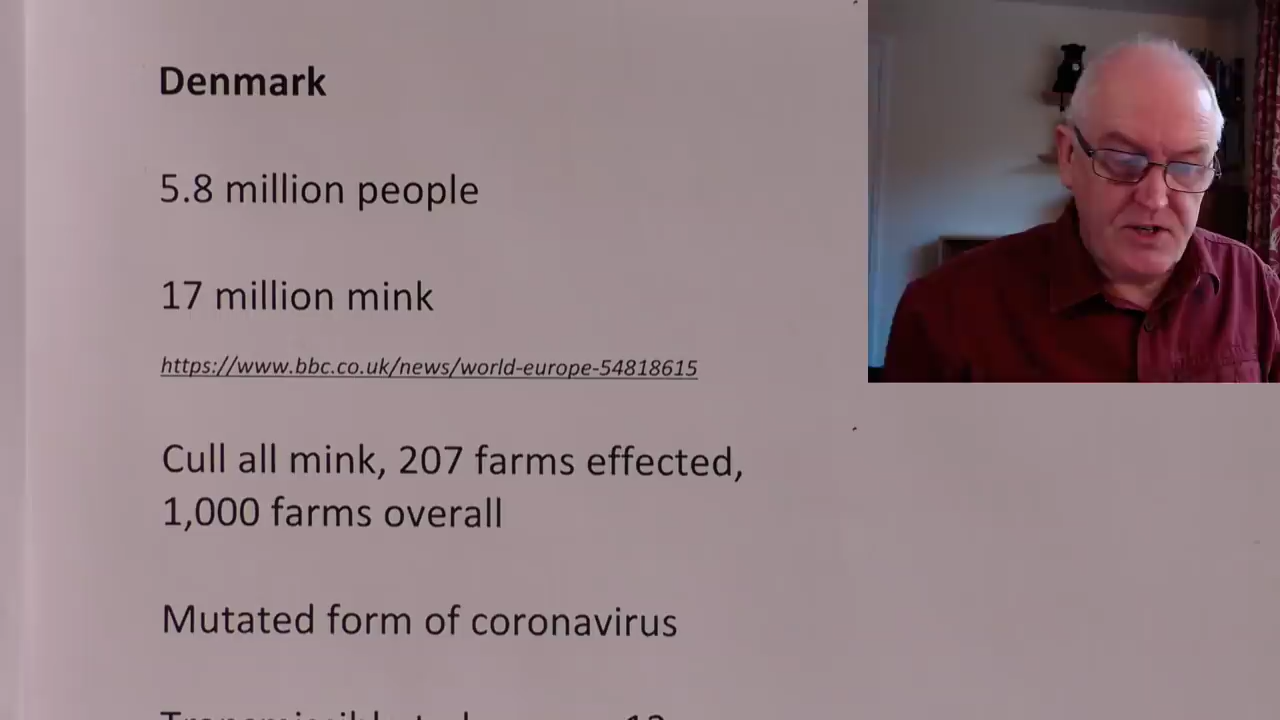 Denmark
5.8 million people
17 million mink
https://www.bbc.co.uk/news/world-europe-54818615
Cull all mink, 207 farms effected,
1,000 farms overall
Mutated form of coronavirus